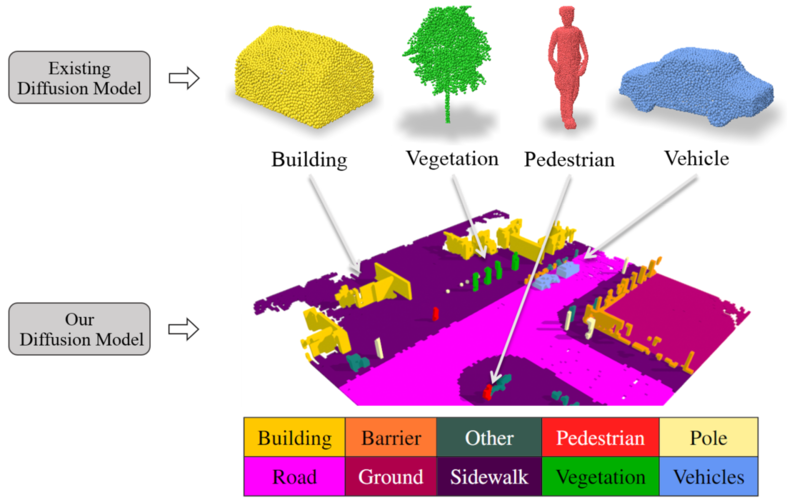 Existing
Diffusion Model
Building
Vegetation
Pedestrian
Vehicle
Our
Diffusion Model
Building Barrier Other Pedestrian Pole
Road Ground Sidewalk Vegetation Vehicles